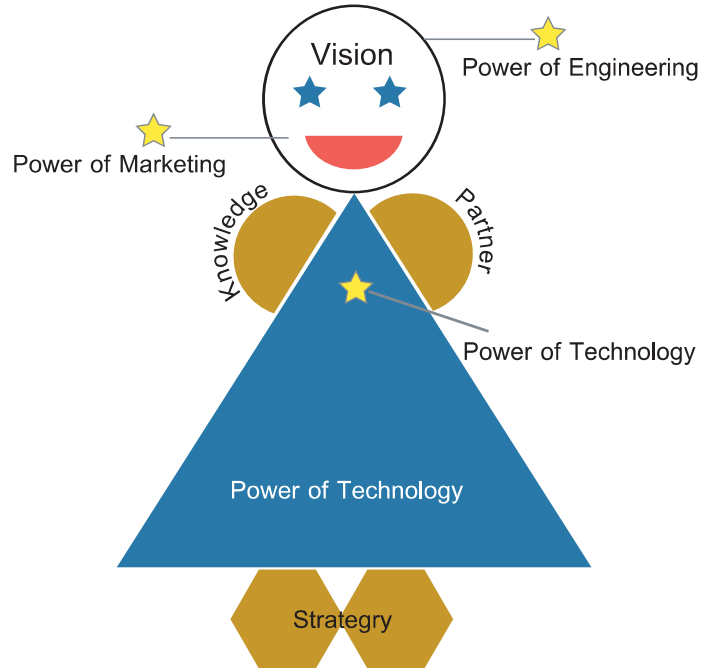 Vision
Power of Engineering
Power of Marketing
Knowledge
Partner
Power of Technology
Power of Technology
Strategry